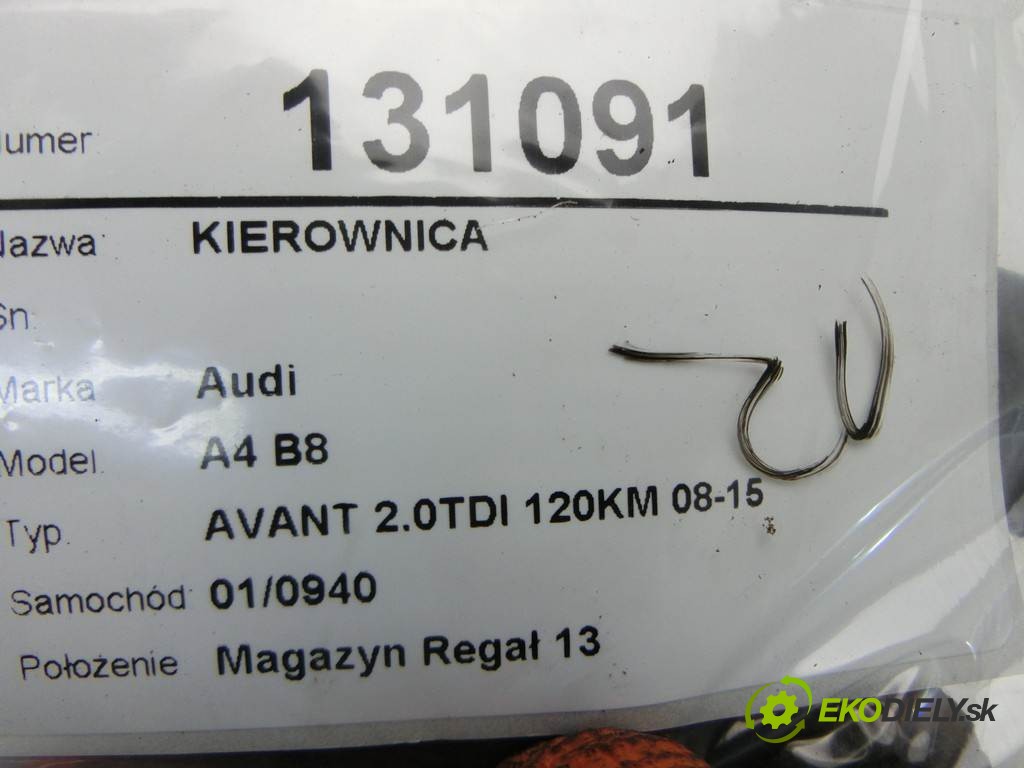 Numer 131091
Nazwa KIEROWNICA
Sn
Marka Audi
Model A4 B8
Typ AVANT 2.0TDI 120KM 08-15
Samochód 01/0940
Położenie Magazyn Regał 13
EKODIELY.sk